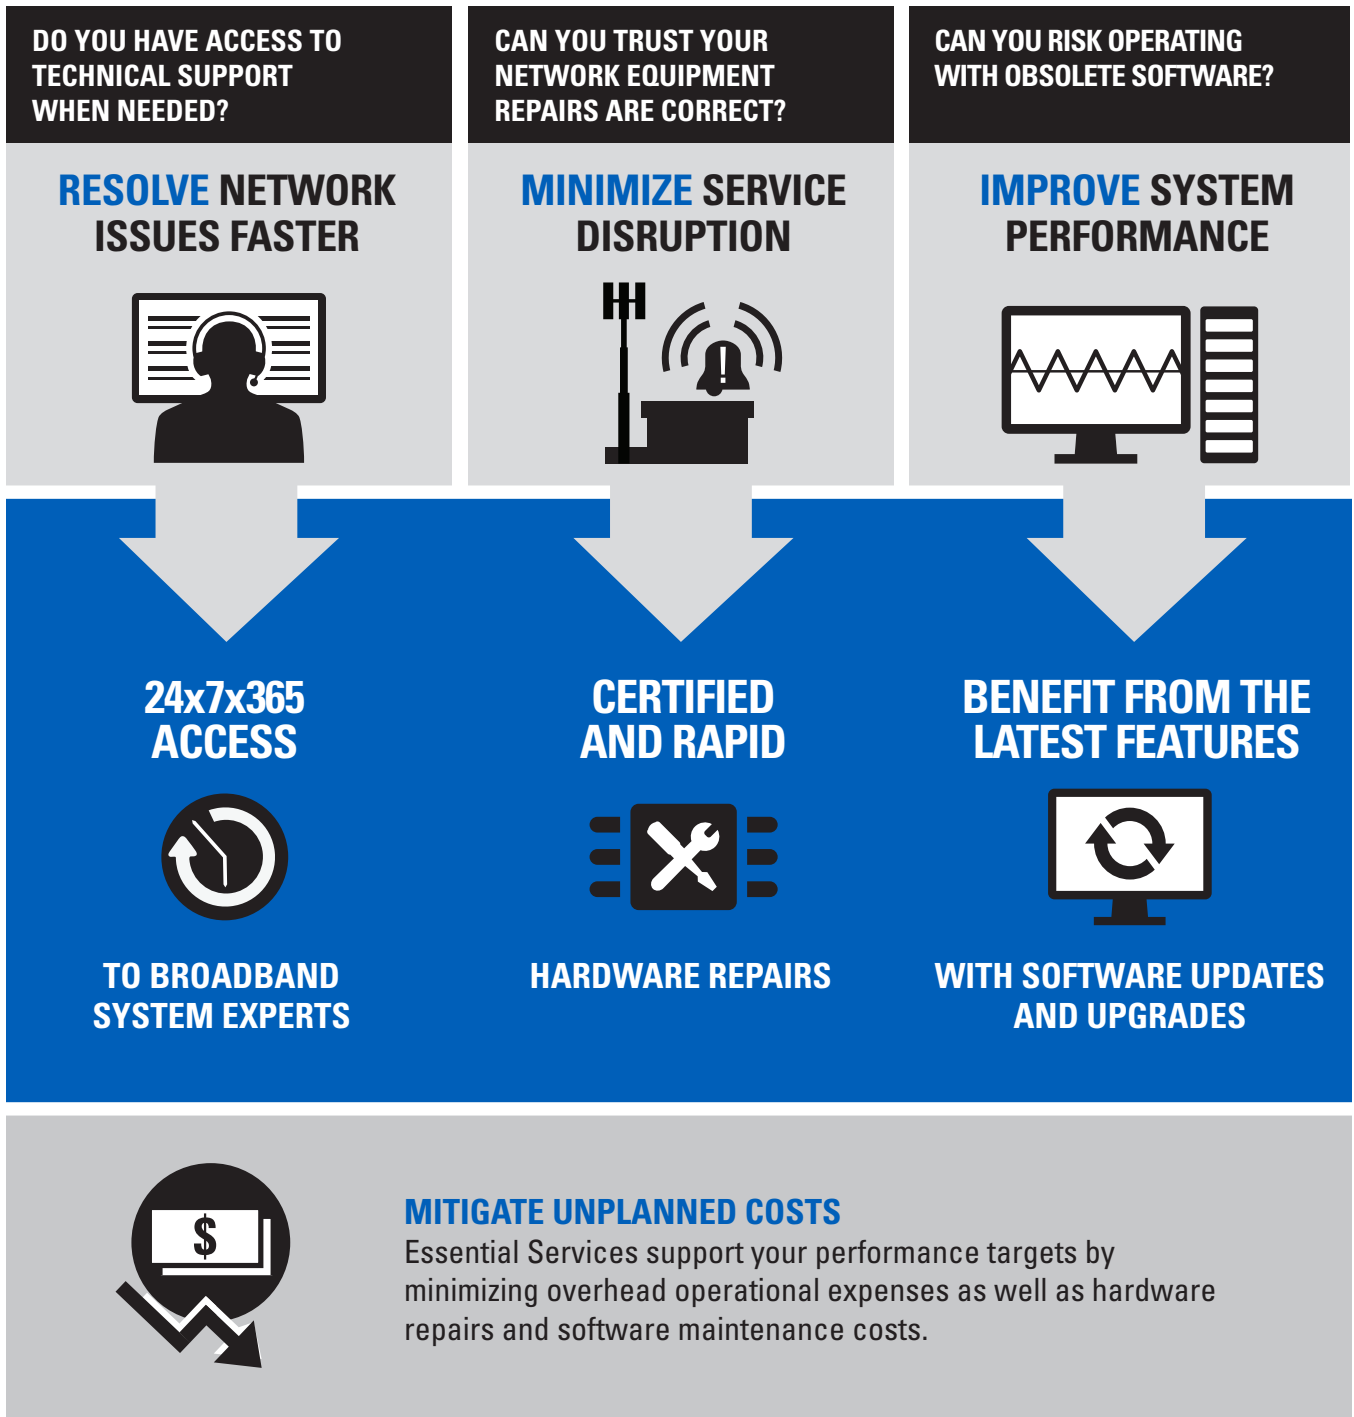 DO YOU HAVE ACCESS TO
TECHNICAL SUPPORT
WHEN NEEDED?
RESOLVE NETWORK
ISSUES FASTER
24x7x365
ACCESS
TO BROADBAND
SYSTEM EXPERTS
CAN YOU TRUST YOUR
NETWORK EQUIPMENT
REPAIRS ARE CORRECT?
MINIMIZE SERVICE
DISRUPTION
!
CERTIFIED
AND RAPID
HARDWARE REPAIRS
CAN YOU RISK OPERATING
WITH OBSOLETE SOFTWARE?
IMPROVE SYSTEM
PERFORMANCE
BENEFIT FROM THE
LATEST FEATURES
WITH SOFTWARE UPDATES
AND UPGRADES
$
MITIGATE UNPLANNED COSTS
Essential Services support your performance targets by
minimizing overhead operational expenses as well as hardware
repairs and software maintenance costs.